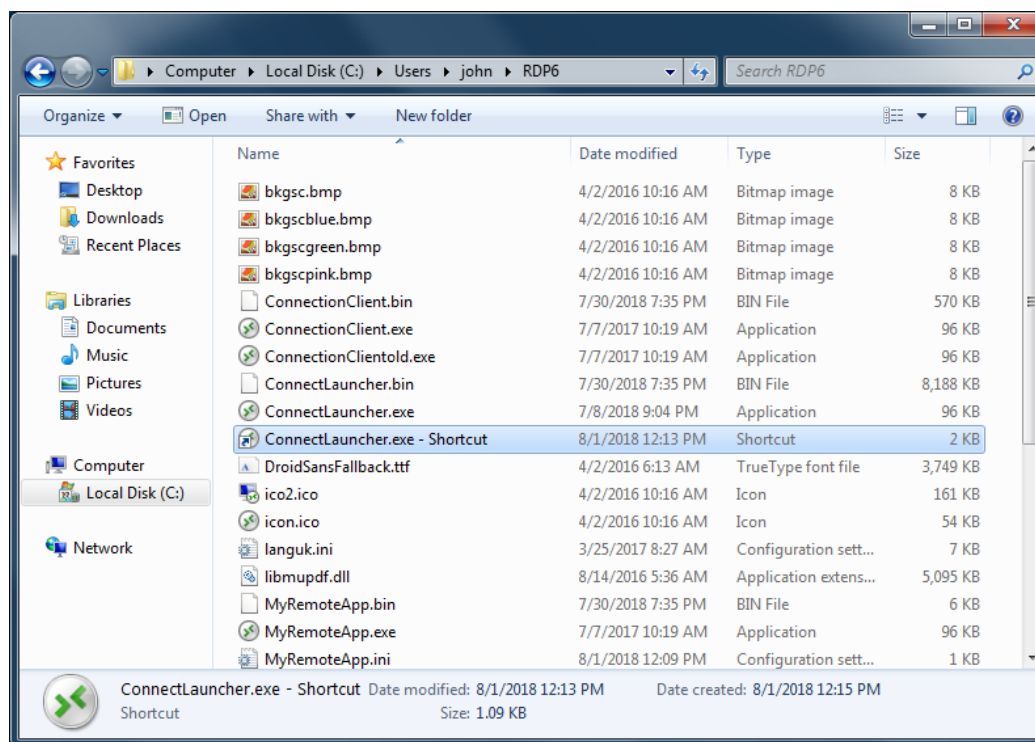 Computer Local Disk (C:) Users john RDP6 Search RDP6
Organize Open Share with New folder
Favorites
Desktop
Downloads
Recent Places
Libraries
Documents
Music
Pictures
Videos
Computer
Local Disk (C:)
Network
Name Date modified Type Size
bkgsc.bmp 4/2/2016 10:16 AM Bitmap image 8 KB
bkgscblue.bmp 4/2/2016 10:16 AM Bitmap image 8 KB
bkgscgreen.bmp 4/2/2016 10:16 AM Bitmap image 8 KB
bkgscpink.bmp 4/2/2016 10:16 AM Bitmap image 8 KB
ConnectionClient.bin 7/30/2018 7:35 PM BIN File 570 KB
ConnectionClient.exe 7/7/2017 10:19 AM Application 96 KB
ConnectionClientold.exe 7/7/2017 10:19 AM Application 96 KB
ConnectLauncher.bin 7/30/2018 7:35 PM BIN File 8,188 KB
ConnectLauncher.exe 7/8/2018 9:04 PM Application 96 KB
ConnectLauncher.exe - Shortcut 8/1/2018 12:13 PM Shortcut 2 KB
DroidSansFallback.ttf 4/2/2016 6:13 AM TrueType font file 3,749 KB
ico2.ico 4/2/2016 10:16 AM Icon 161 KB
icon.ico 4/2/2016 10:16 AM Icon 54 KB
languk.ini 3/25/2017 8:27 AM Configuration sett... 7 KB
libmupdf.dll 8/14/2016 5:36 AM Application extens... 5,095 KB
MyRemoteApp.bin 7/30/2018 7:35 PM BIN File 6 KB
MyRemoteApp.exe 7/7/2017 10:19 AM Application 96 KB
MyRemoteApp.ini 8/1/2018 12:09 PM Configuration sett... 1 KB
ConnectLauncher.exe - Shortcut Date modified: 8/1/2018 12:13 PM Date created: 8/1/2018 12:15 PM
Shortcut Size: 1.09 KB